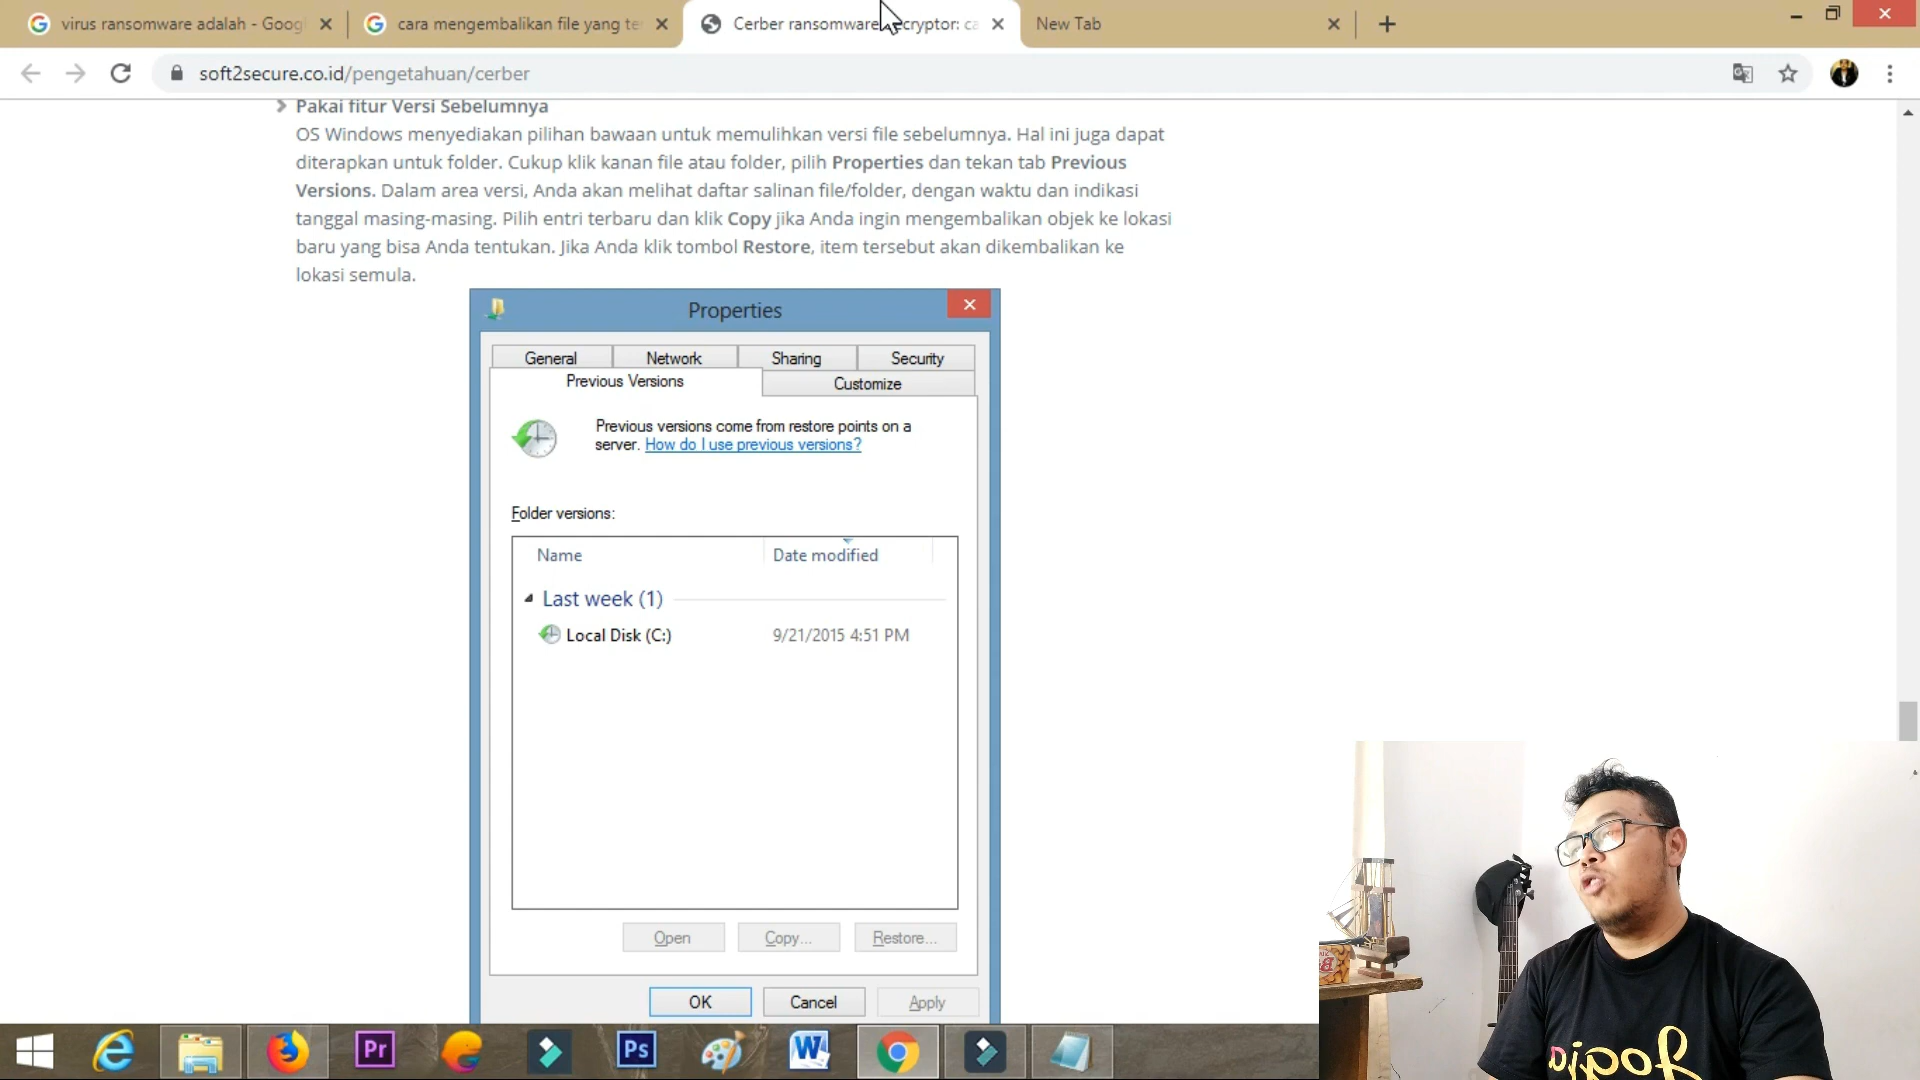 virus ransomware adalah - Goog
cara mengembalikan file yang te
Cerber ransomware
ecryptor: ca
New Tab
soft2secure.co.id/pengetahuan/cerber
Pakai fitur Versi Sebelumnya
OS Windows menyediakan pilihan bawaan untuk memulihkan versi file sebelumnya. Hal ini juga dapat
diterapkan untuk folder. Cukup klik kanan file atau folder, pilih Properties dan tekan tab Previous
Versions. Dalam area versi, Anda akan melihat daftar salinan file/folder, dengan waktu dan indikasi
tanggal masing-masing. Pilih entri terbaru dan klik Copy jika Anda ingin mengembalikan objek ke lokasi
baru yang bisa Anda tentukan. Jika Anda klik tombol Restore, item tersebut akan dikembalikan ke
lokasi semula.
Properties
General Network Sharing Security
Previous Versions Customize
Previous versions come from restore points on a
server. How do I use previous versions?
Folder versions:
Name Date modified
Last week (1)
Local Disk (C:) 9/21/2015 4:51 PM
Open Copy... Restore...
OK Cancel Apply
Pr
Ps
W
Jogja